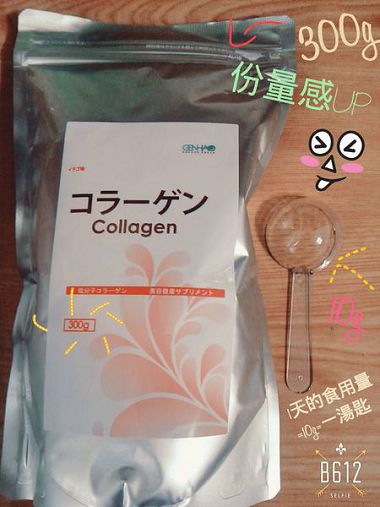 300g
份量感UP
GENHAO
イチゴ味
コラーゲン
Collagen
低分子コラーゲン 美容健康サプリメント
300g
10g
1天的食用量
=10g=一湯匙
B612
SELFIE